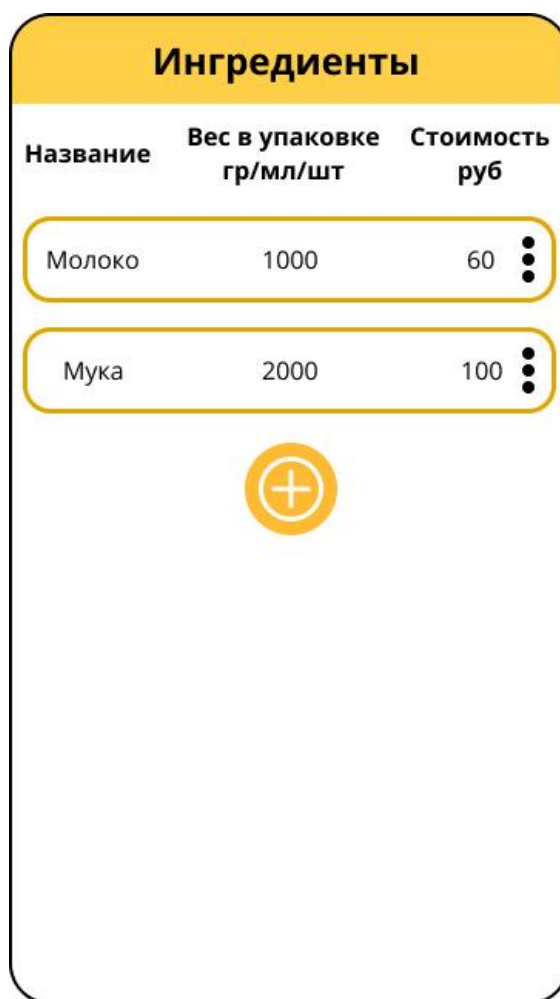 Ингредиенты
Название
Вес в упаковке
гр/мл/шт
Стоимость
руб
Молоко 1000 60
Мука 2000 100